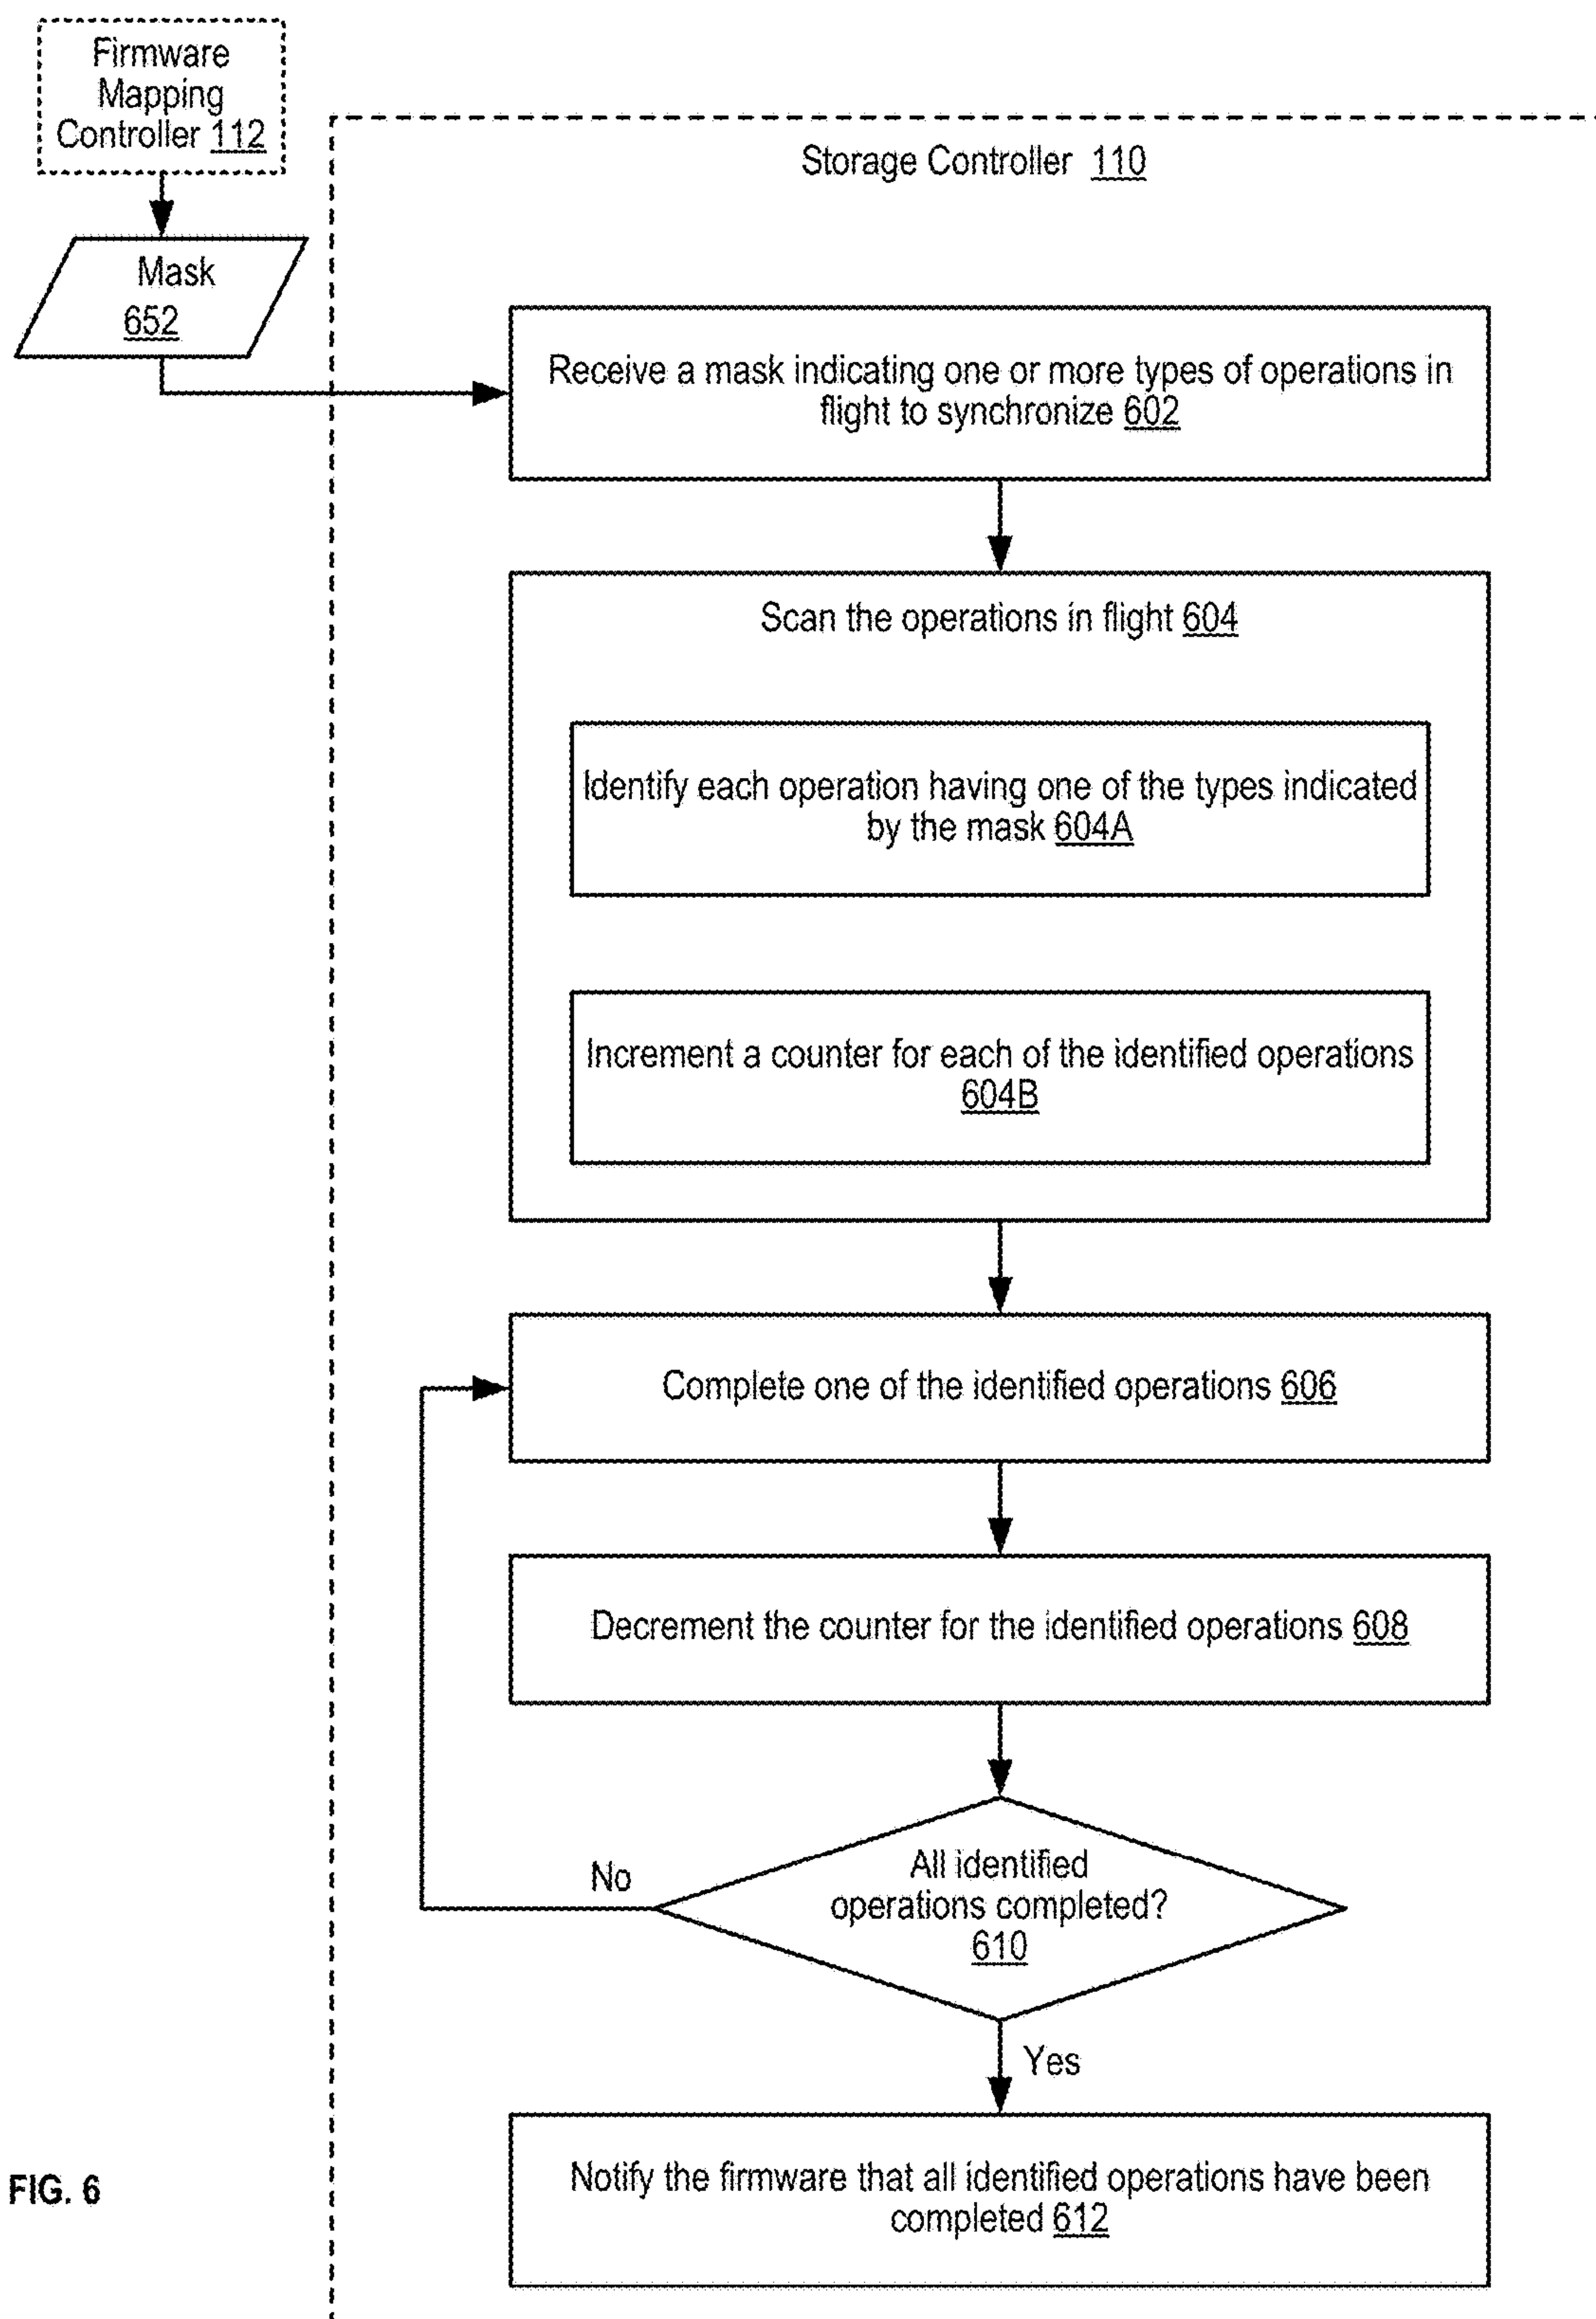 Firmware
Mapping
Controller 112
Storage Controller 110
Mask
652
Receive a mask indicating one or more types of operations in
flight to synchronize 602
Scan the operations in flight 604
Identify each operation having one of the types indicated
by the mask 604A
Increment a counter for each of the identified operations
604B
Complete one of the identified operations 606
Decrement the counter for the identified operations 608
All identified
operations completed?
610
No
Yes
Notify the firmware that all identified operations have been
completed 612
FIG. 6